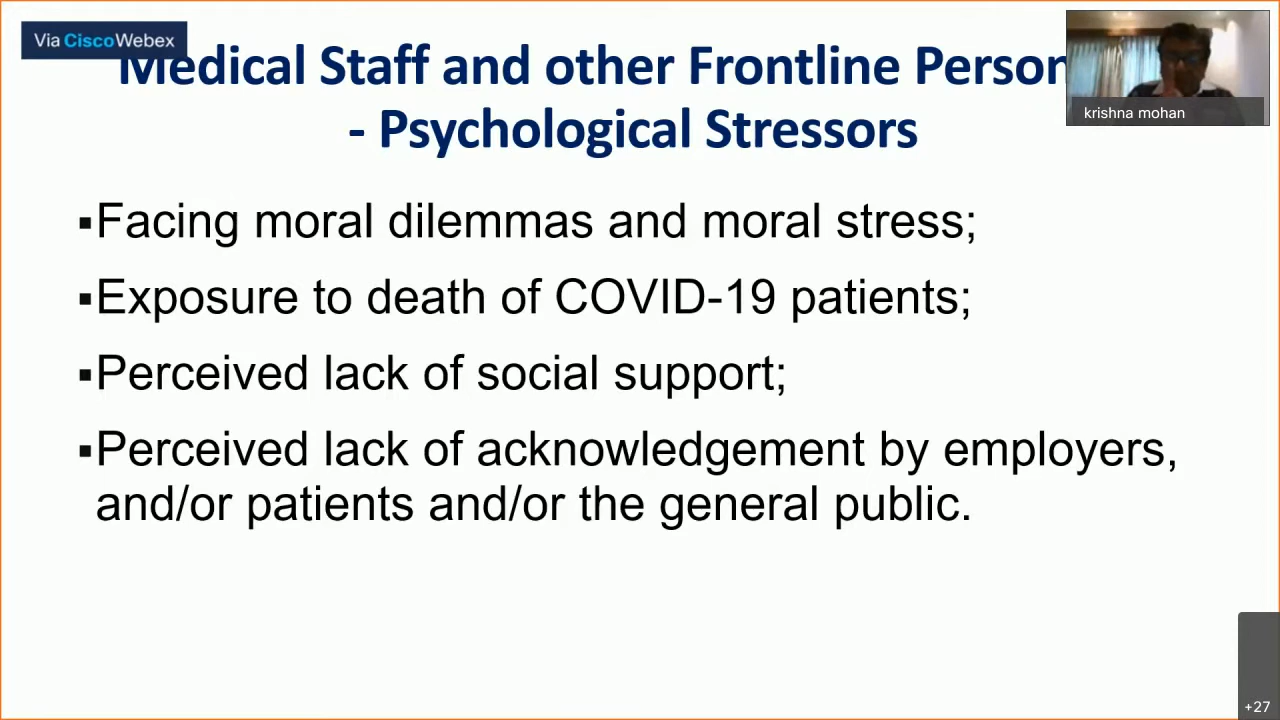 Via Cisco Webex
Medical Staff and other Frontline
- Psychological Stressors
krishna mohan
▪Facing moral dilemmas and moral stress;
▪Exposure to death of COVID-19 patients;
▪Perceived lack of social support;
▪Perceived lack of acknowledgement by employers,
and/or patients and/or the general public.
+27